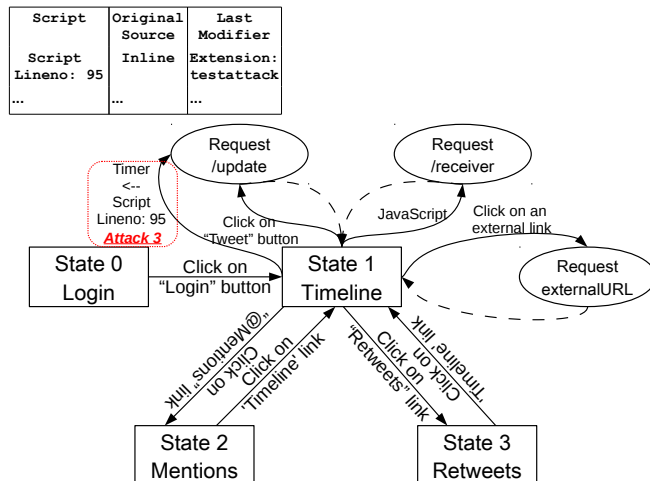 Script Original Last
Source Modifier
Script Inline Extension:
Lineno: 95 testattack
... ... ...
Request
/update
Request
/receiver
Timer
<--
Script
Lineno: 95
Attack 3
Click on
“Tweet” button
JavaScript
Click on an
external link
State 0
Login
Click on
“Login” button
State 1
Timeline
Request
externalURL
Click on
“@Mentions” link
Click on
'Timeline' link
Click on
“Retweets” link
Click on
'Timeline' link
State 2
Mentions
State 3
Retweets